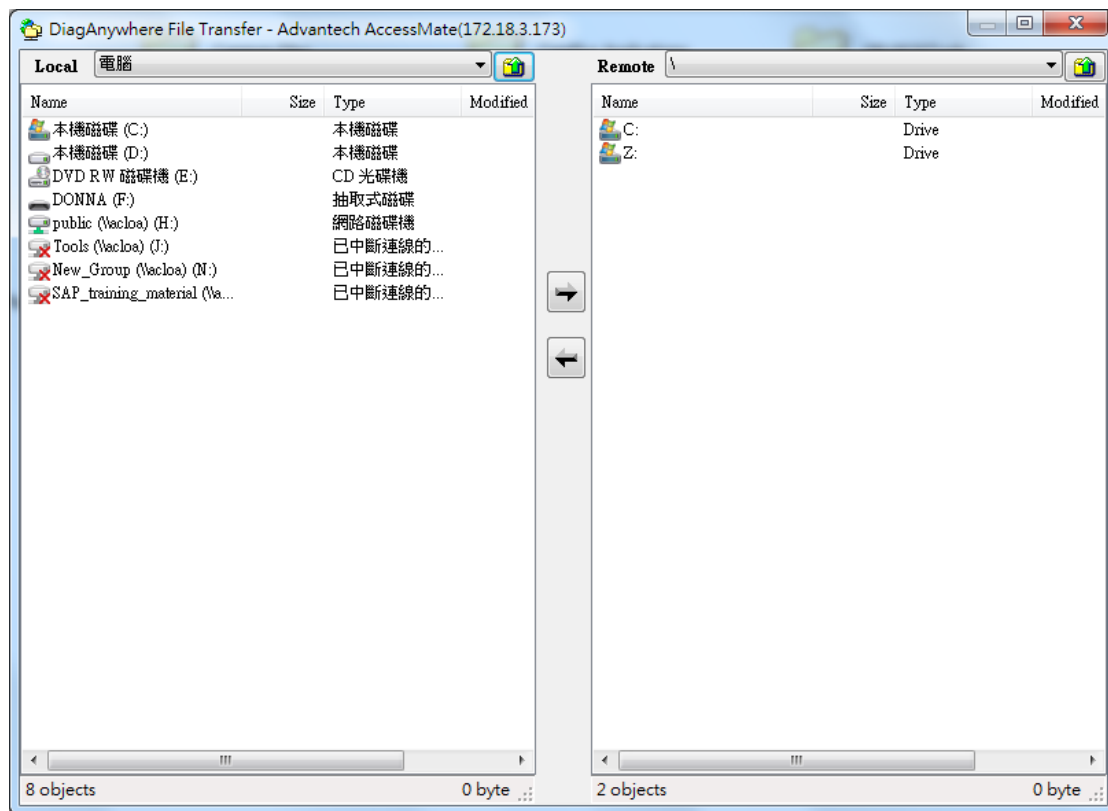 DiagAnywhere File Transfer - Advantech AccessMate(172.18.3.173)
Local 電腦
Name Size Type Modified
本機磁碟 (C:) 本機磁碟
本機磁碟 (D:) 本機磁碟
DVD RW 磁碟機 (E:) CD 光碟機
DONNA (F:) 抽取式磁碟
public (\\acloa) (H:) 網路磁碟機
Tools (\\acloa) (J:) 已中斷連線的...
New_Group (\\acloa) (N:) 已中斷連線的...
SAP_training_material (\\a... 已中斷連線的...
8 objects 0 byte
Remote \
Name Size Type Modified
C: Drive
Z: Drive
2 objects 0 byte